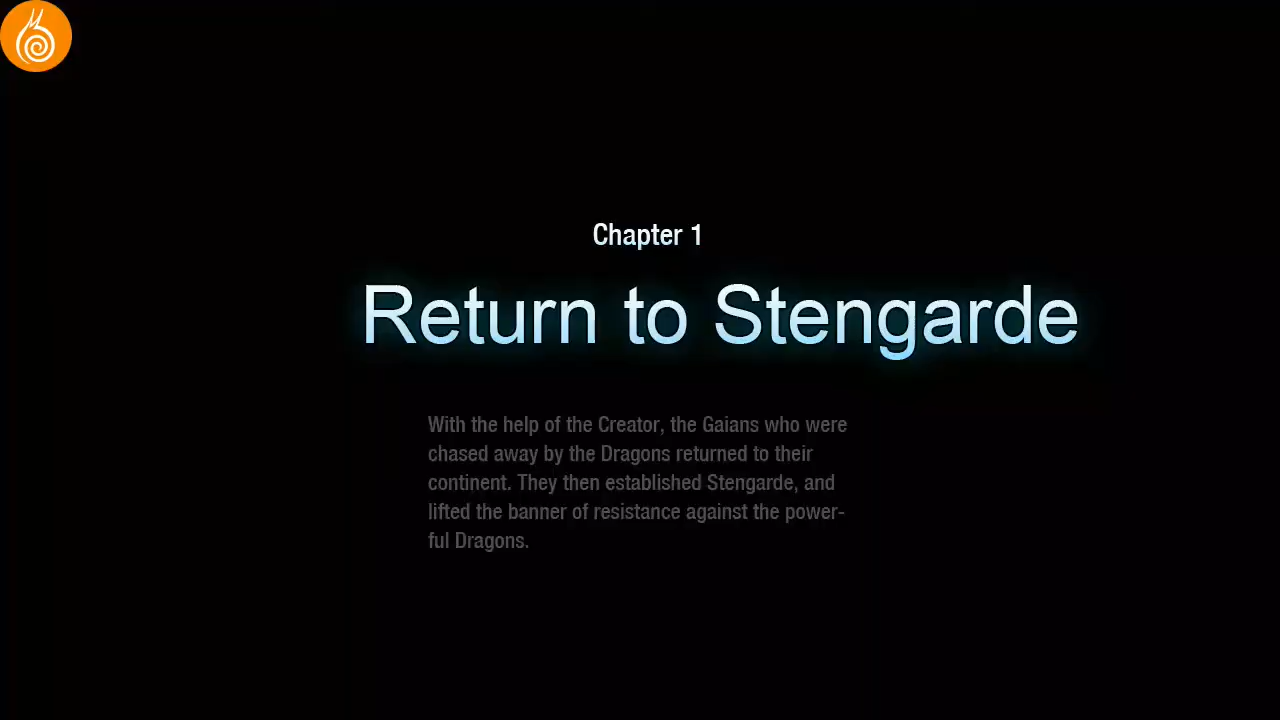 Chapter 1
Return to Stengarde
With the help of the Creator, the Gaians who were
chased away by the Dragons returned to their
continent. They then established Stengarde, and
lifted the banner of resistance against the power-
ful Dragons.